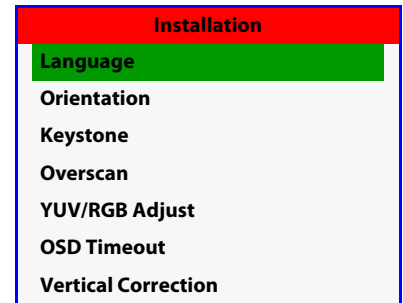 Installation
Language
Orientation
Keystone
Overscan
YUV/RGB Adjust
OSD Timeout
Vertical Correction